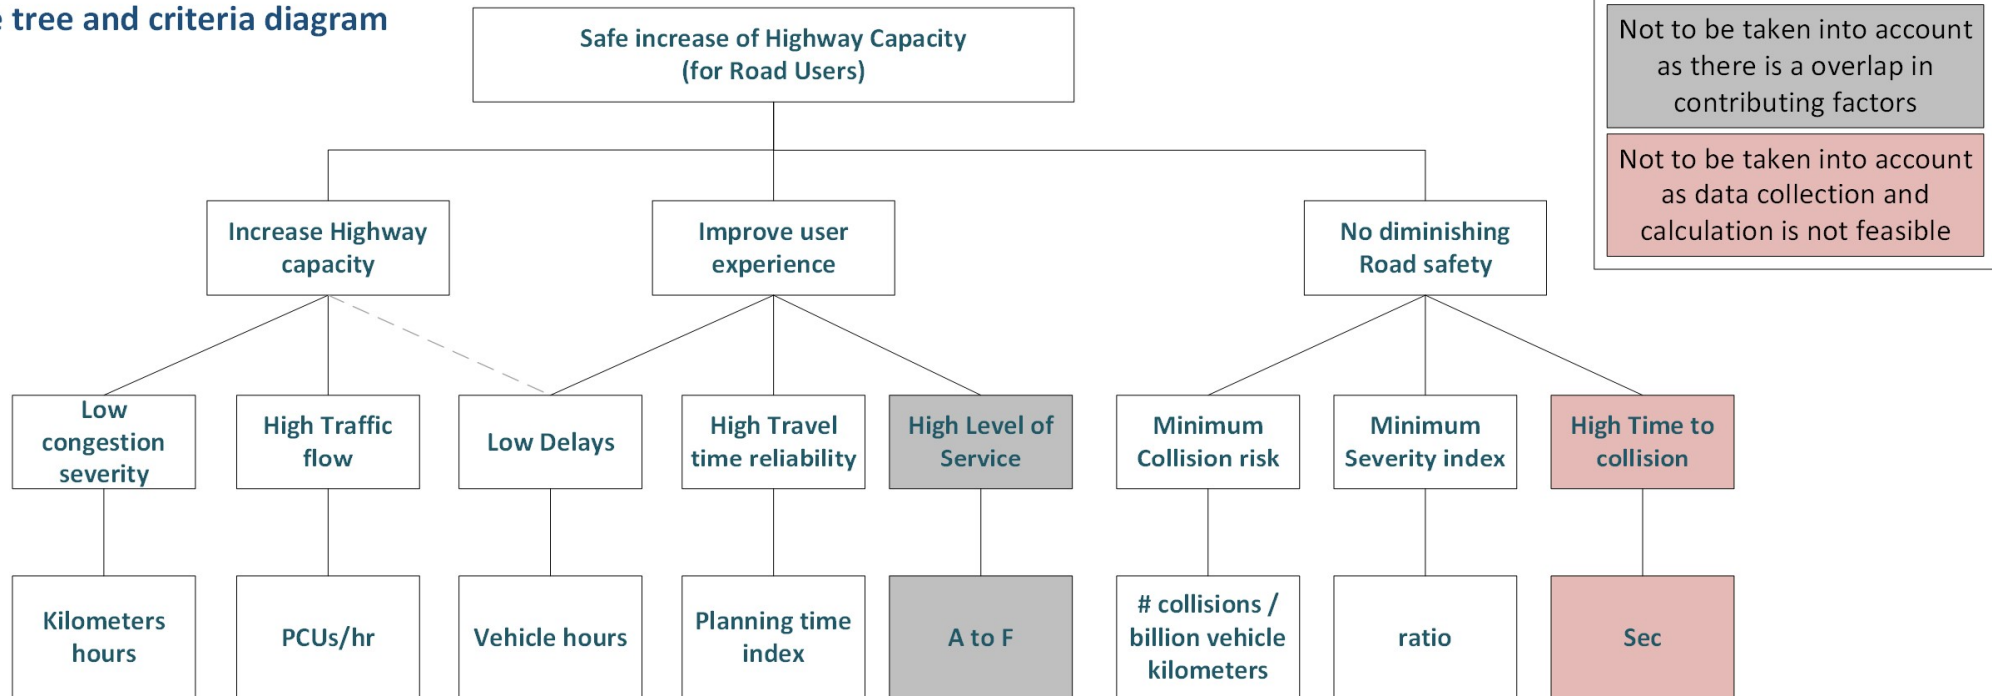 e tree and criteria diagram
Safe increase of Highway Capacity
(for Road Users)
Not to be taken into account
as there is a overlap in
contributing factors
Not to be taken into account
as data collection and
calculation is not feasible
Increase Highway
capacity
Improve user
experience
No diminishing
Road safety
Low
congestion
severity
High Traffic
flow
Low Delays
High Travel
time reliability
High Level of
Service
Minimum
Collision risk
Minimum
Severity index
High Time to
collision
Kilometers
hours
PCUs/hr
Vehicle hours
Planning time
index
A to F
# collisions /
billion vehicle
kilometers
ratio
Sec